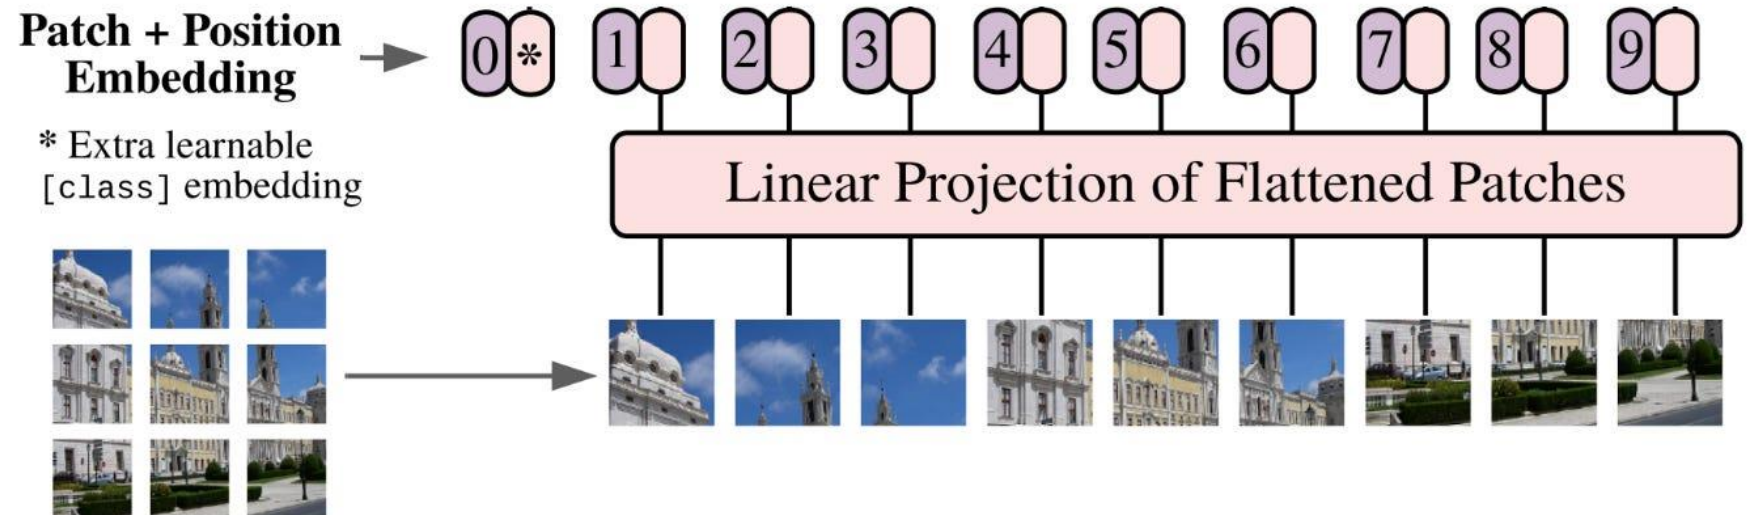 Patch + Position
Embedding
0 * 1 2 3 4 5 6 7 8 9
* Extra learnable
[class] embedding
Linear Projection of Flattened Patches